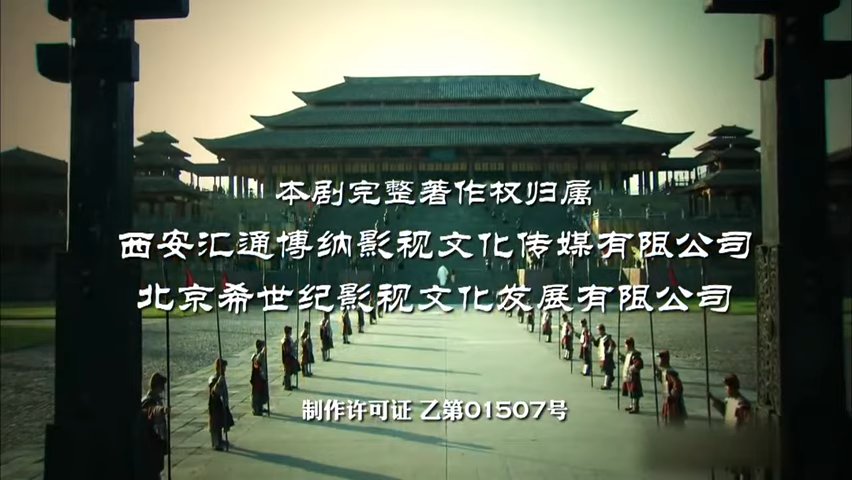 本剧完整著作权归属
西安汇通博纳影视文化传媒有限公司
北京希世纪影视文化发展有限公司
制作许可证 乙第01507号